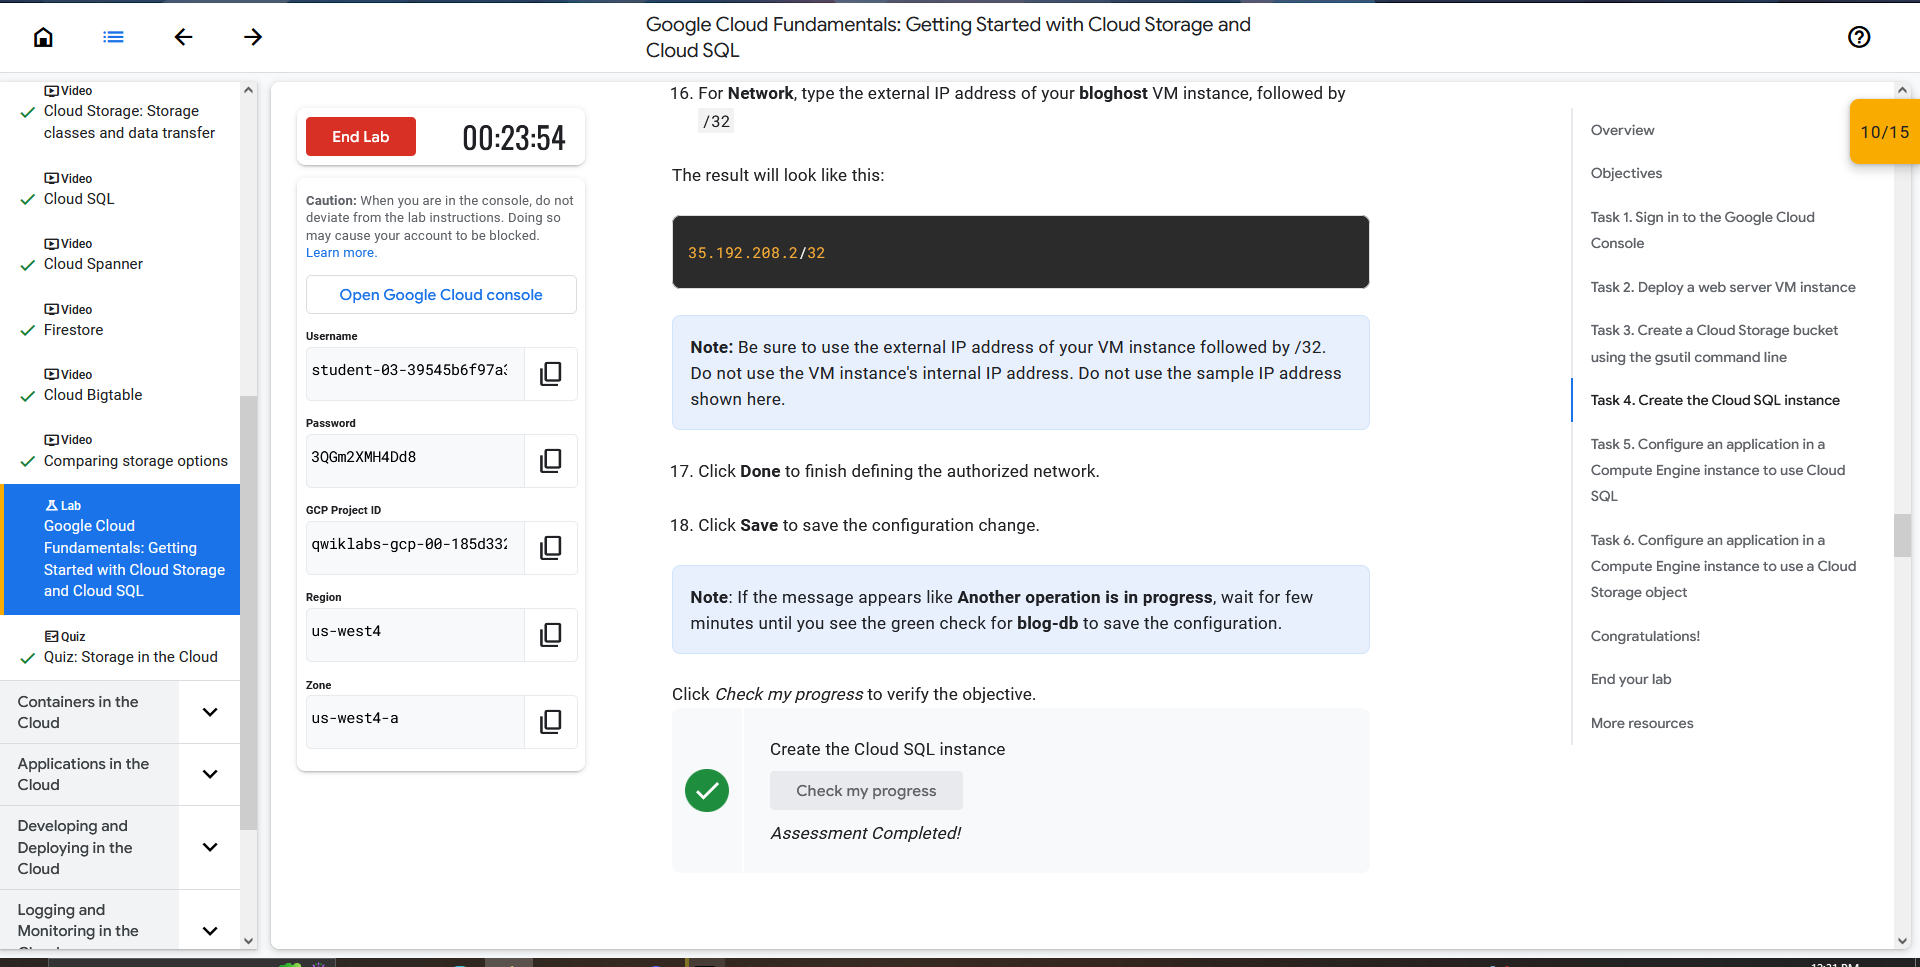 Google Cloud Fundamentals: Getting Started with Cloud Storage and
Cloud SQL
Video
Cloud Storage: Storage
classes and data transfer
Video
Cloud SQL
Video
Cloud Spanner
Video
Firestore
Video
Cloud Bigtable
Video
Comparing storage options
Lab
Google Cloud
Fundamentals: Getting
Started with Cloud Storage
and Cloud SQL
Quiz
Quiz: Storage in the Cloud
Containers in the
Cloud
Applications in the
Cloud
Developing and
Deploying in the
Cloud
Logging and
Monitoring in the
End Lab
00:23:54
Caution: When you are in the console, do not
deviate from the lab instructions. Doing so
may cause your account to be blocked.
Learn more.
Open Google Cloud console
Username
student-03-39545b6f97a3
Password
3QGm2XMH4Dd8
GCP Project ID
qwiklabs-gcp-00-185d332
Region
us-west4
Zone
us-west4-a
16. For Network, type the external IP address of your bloghost VM instance, followed by
/32
The result will look like this:
35.192.208.2/32
Note: Be sure to use the external IP address of your VM instance followed by /32.
Do not use the VM instance's internal IP address. Do not use the sample IP address
shown here.
17. Click Done to finish defining the authorized network.
18. Click Save to save the configuration change.
Note: If the message appears like Another operation is in progress, wait for few
minutes until you see the green check for blog-db to save the configuration.
Click Check my progress to verify the objective.
Create the Cloud SQL instance
Check my progress
Assessment Completed!
Overview
Objectives
Task 1. Sign in to the Google Cloud
Console
Task 2. Deploy a web server VM instance
Task 3. Create a Cloud Storage bucket
using the gsutil command line
Task 4. Create the Cloud SQL instance
Task 5. Configure an application in a
Compute Engine instance to use Cloud
SQL
Task 6. Configure an application in a
Compute Engine instance to use a Cloud
Storage object
Congratulations!
End your lab
More resources
10/15